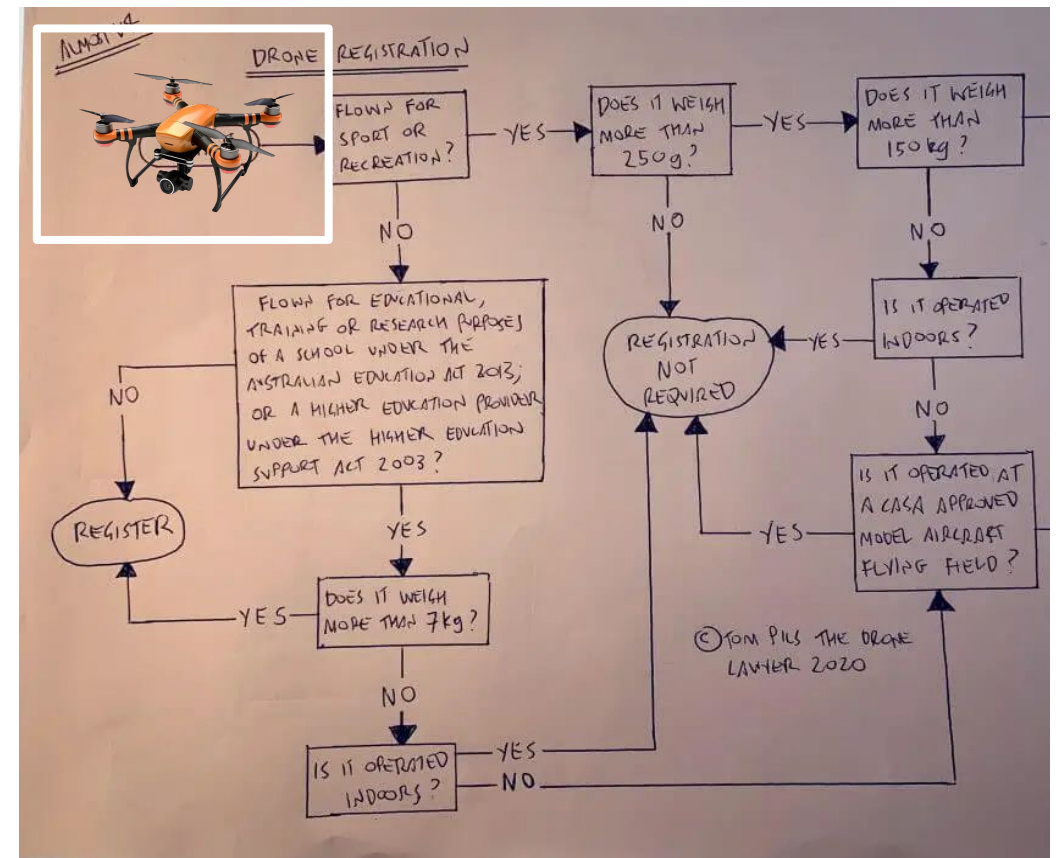 ALMOST
DRONE REGISTRATION
FLOWN FOR
SPORT OR
RECREATION?
YES
DOES IT WEIGH
MORE THAN
250g?
YES
DOES IT WEIGH
MORE THAN
150kg?
NO
NO
NO
FLOWN FOR EDUCATIONAL,
TRAINING OR RESEARCH PURPOSES
OF A SCHOOL UNDER THE
AUSTRALIAN EDUCATION ACT 2013;
OR A HIGHER EDUCATION PROVIDER
UNDER THE HIGHER EDUCATION
SUPPORT ACT 2003?
REGISTRATION
NOT
REQUIRED
YES
IS IT OPERATED
INDOORS?
NO
NO
REGISTER
YES
YES
IS IT OPERATED AT
A CASA APPROVED
MODEL AIRCRAFT
FLYING FIELD?
YES
DOES IT WEIGH
MORE THAN 7kg?
© TOM PILS THE DRONE
LAWYER 2020
NO
IS IT OPERATED
INDOORS?
YES
NO